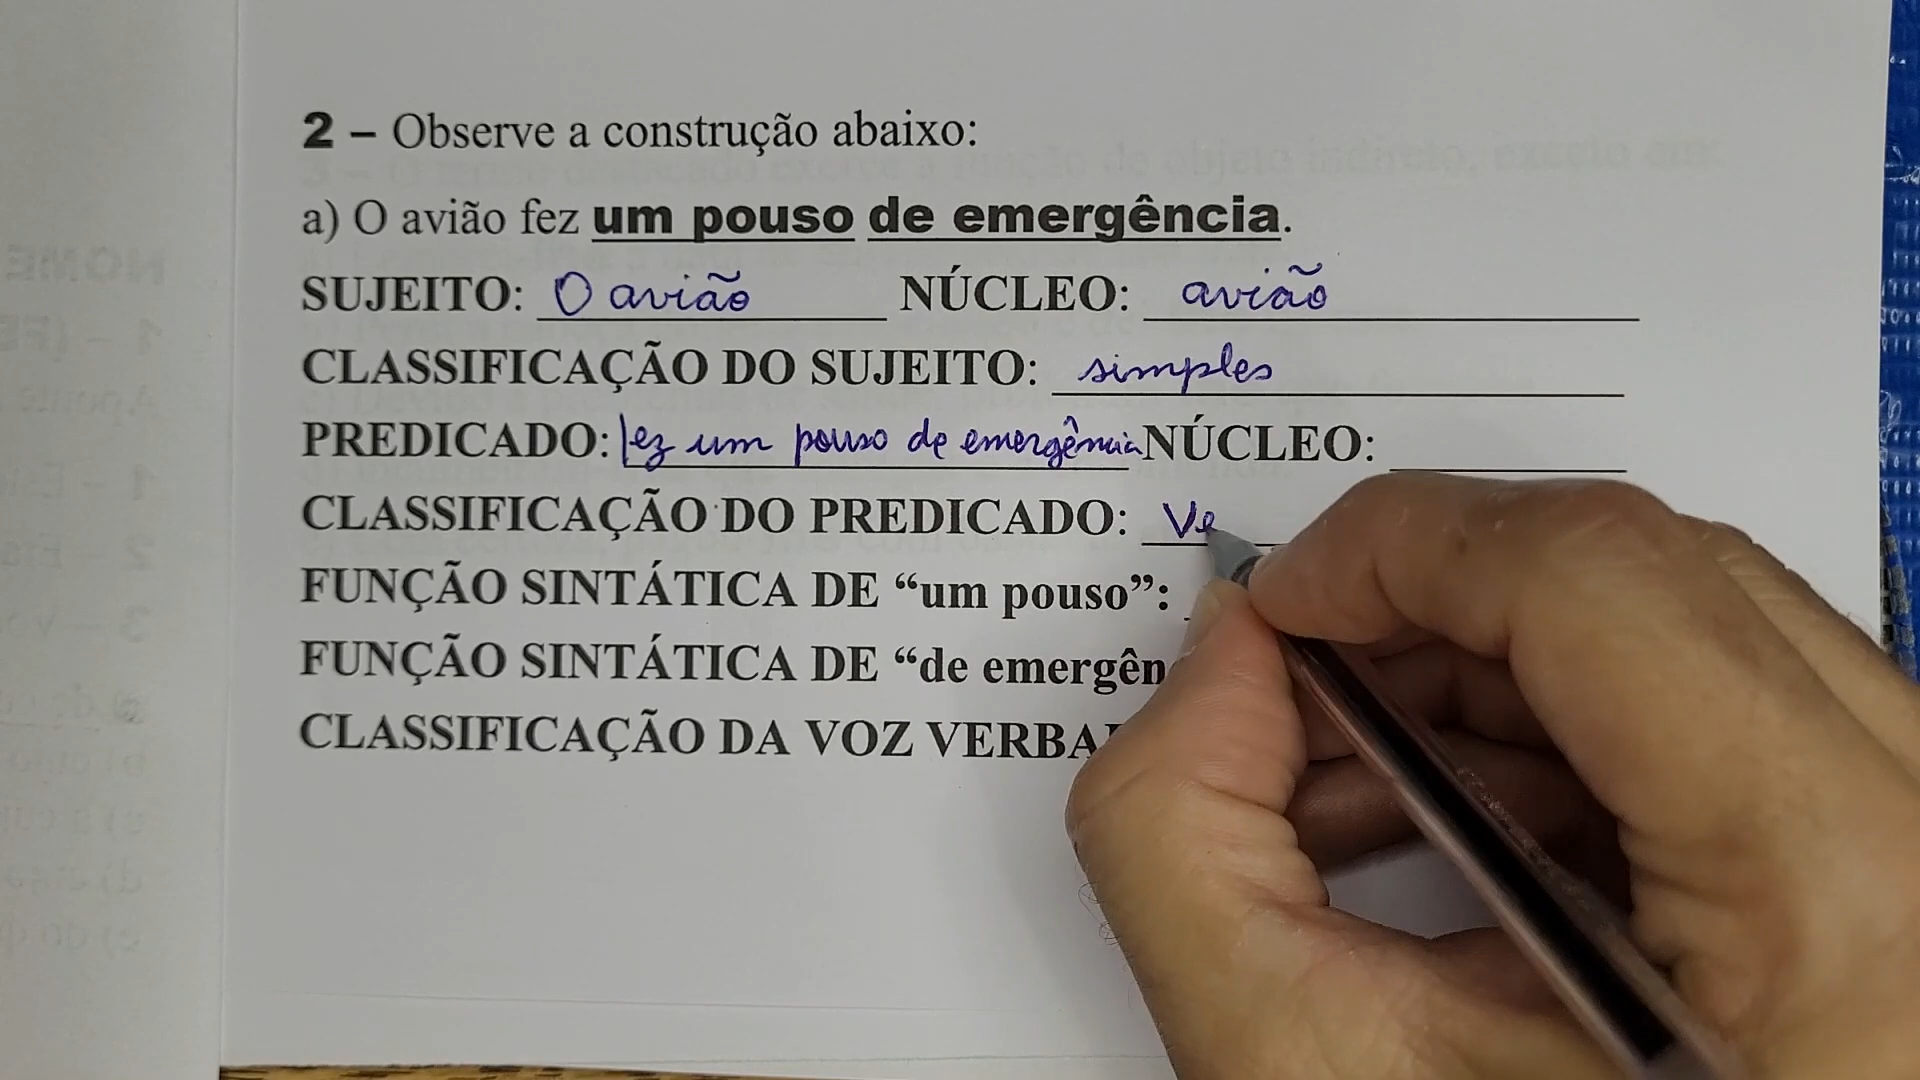 2 – Observe a construção abaixo:
a) O avião fez um pouso de emergência.
SUJEITO: O avião NÚCLEO: avião
CLASSIFICAÇÃO DO SUJEITO: simples
PREDICADO: fez um pouso de emergência NÚCLEO:
CLASSIFICAÇÃO DO PREDICADO: Ve
FUNÇÃO SINTÁTICA DE “um pouso”:
FUNÇÃO SINTÁTICA DE “de emergên
CLASSIFICAÇÃO DA VOZ VERBA